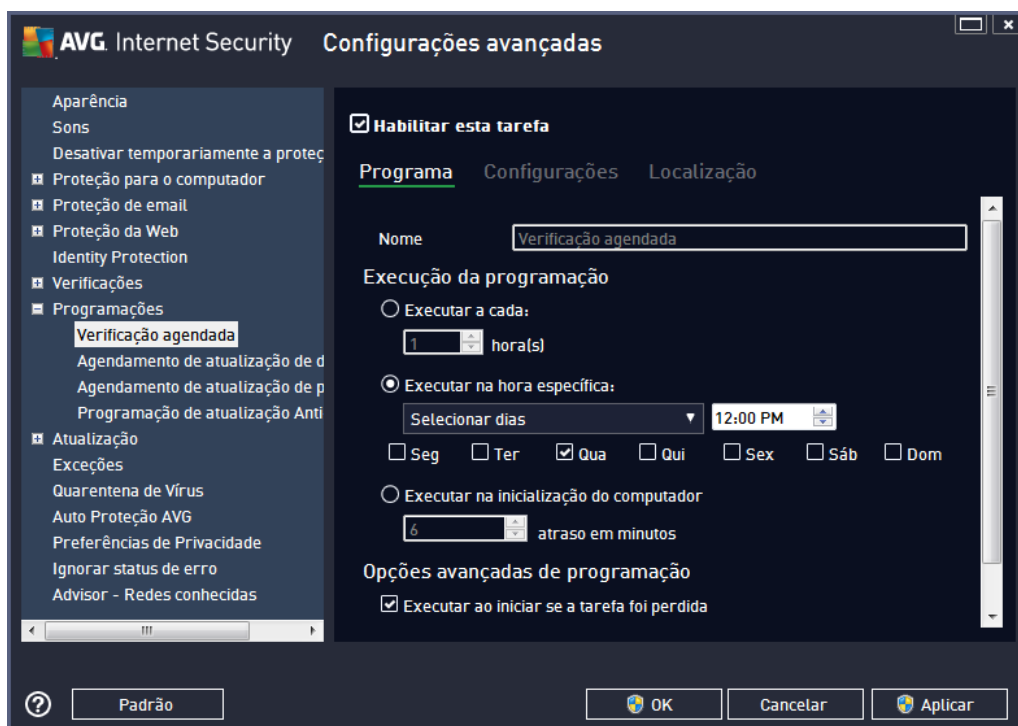 AVG. Internet Security Configurações avançadas
Aparência
Sons
Desativar temporariamente a proteç
Proteção para o computador
Proteção de email
Proteção da Web
Identity Protection
Verificações
Programações
Verificação agendada
Agendamento de atualização de d
Agendamento de atualização de p
Programação de atualização Anti
Atualização
Exceções
Quarentena de Vírus
Auto Proteção AVG
Preferências de Privacidade
Ignorar status de erro
Advisor - Redes conhecidas
Habilitar esta tarefa
Programa Configurações Localização
Nome Verificação agendada
Execução da programação
Executar a cada:
1 hora(s)
Executar na hora específica:
Selecionar dias 12:00 PM
Seg Ter Qua Qui Sex Sáb Dom
Executar na inicialização do computador
6 atraso em minutos
Opções avançadas de programação
Executar ao iniciar se a tarefa foi perdida
? Padrão OK Cancelar Aplicar